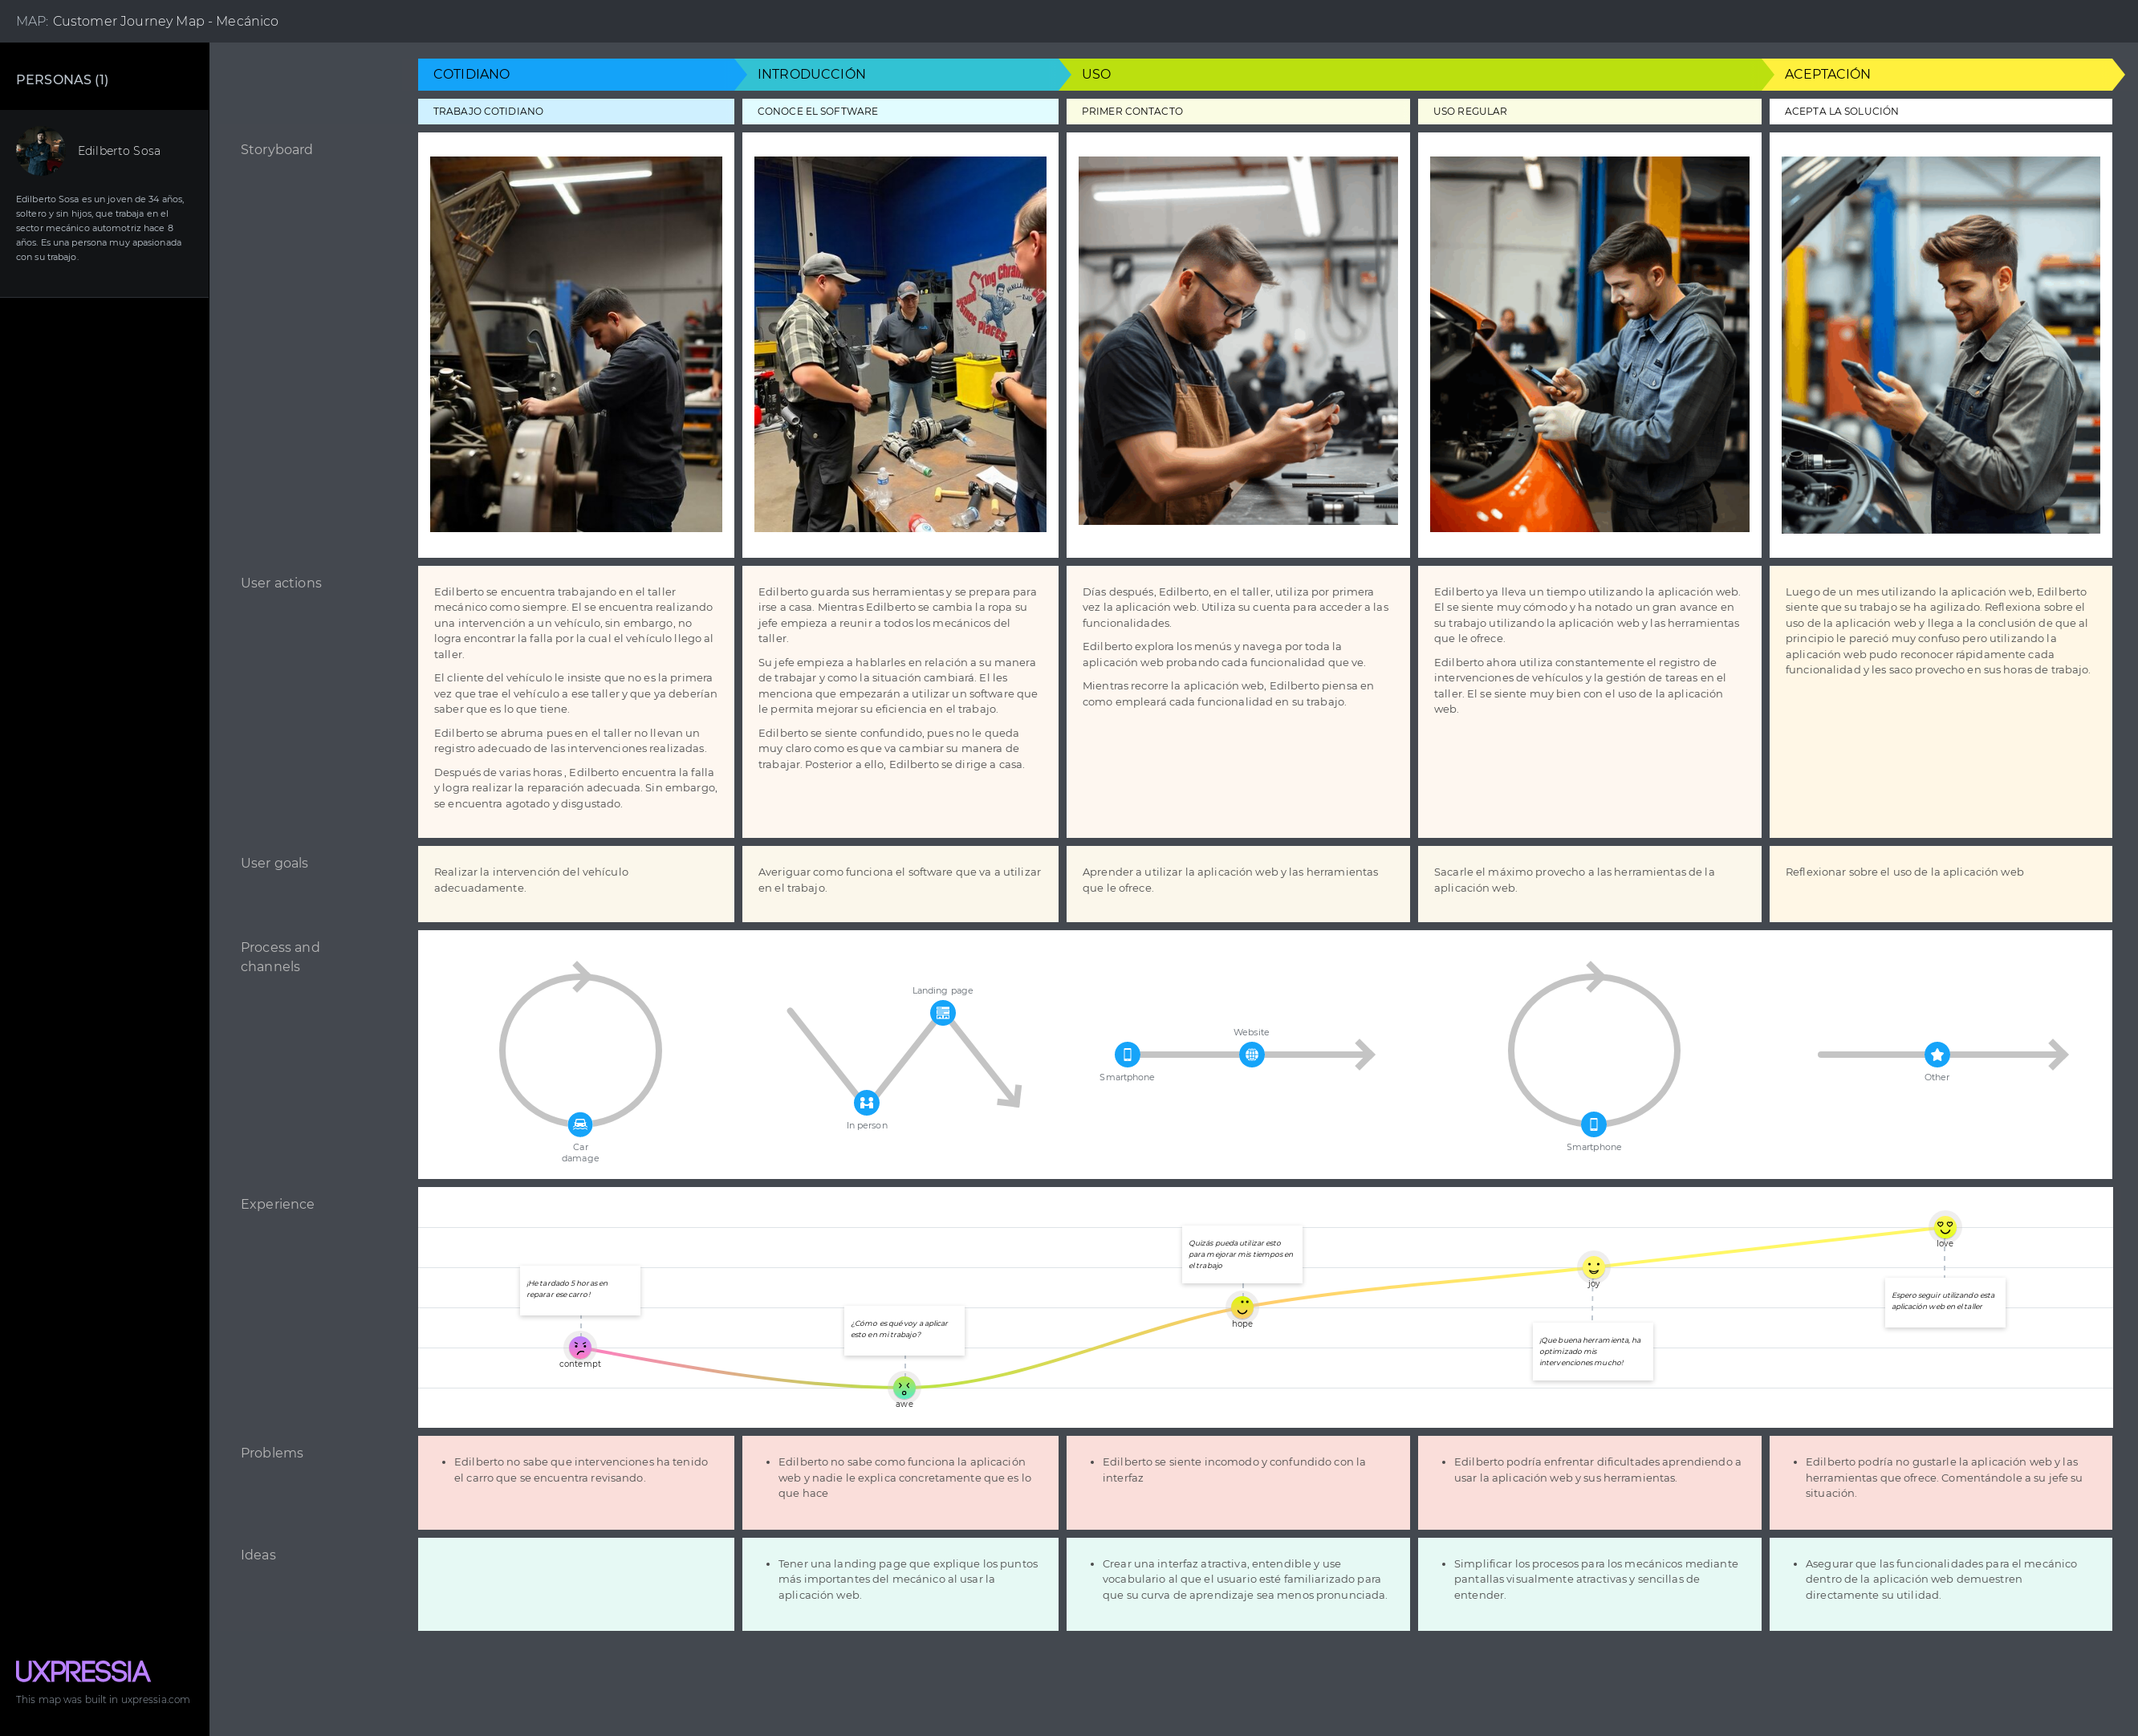 MAP: Customer Journey Map - Mecánico
PERSONAS (1)
Edilberto Sosa
Edilberto Sosa es un joven de 34 años,
soltero y sin hijos, que trabaja en el
sector mecánico automotriz hace 8
años. Es una persona muy apasionada
con su trabajo.
COTIDIANO
INTRODUCCIÓN
USO
ACEPTACIÓN
TRABAJO COTIDIANO
CONOCE EL SOFTWARE
PRIMER CONTACTO
USO REGULAR
ACEPTA LA SOLUCIÓN
Storyboard
User actions
Edilberto se encuentra trabajando en el taller
mecánico como siempre. El se encuentra realizando
una intervención a un vehículo, sin embargo, no
logra encontrar la falla por la cual el vehículo llego al
taller.
El cliente del vehículo le insiste que no es la primera
vez que trae el vehículo a ese taller y que ya deberían
saber que es lo que tiene.
Edilberto se abruma pues en el taller no llevan un
registro adecuado de las intervenciones realizadas.
Después de varias horas , Edilberto encuentra la falla
y logra realizar la reparación adecuada. Sin embargo,
se encuentra agotado y disgustado.
Edilberto guarda sus herramientas y se prepara para
irse a casa. Mientras Edilberto se cambia la ropa su
jefe empieza a reunir a todos los mecánicos del
taller.
Su jefe empieza a hablarles en relación a su manera
de trabajar y como la situación cambiará. El les
menciona que empezarán a utilizar un software que
le permita mejorar su eficiencia en el trabajo.
Edilberto se siente confundido, pues no le queda
muy claro como es que va cambiar su manera de
trabajar. Posterior a ello, Edilberto se dirige a casa.
Días después, Edilberto, en el taller, utiliza por primera
vez la aplicación web. Utiliza su cuenta para acceder a las
funcionalidades.
Edilberto explora los menús y navega por toda la
aplicación web probando cada funcionalidad que ve.
Mientras recorre la aplicación web, Edilberto piensa en
como empleará cada funcionalidad en su trabajo.
Edilberto ya lleva un tiempo utilizando la aplicación web.
El se siente muy cómodo y ha notado un gran avance en
su trabajo utilizando la aplicación web y las herramientas
que le ofrece.
Edilberto ahora utiliza constantemente el registro de
intervenciones de vehículos y la gestión de tareas en el
taller. El se siente muy bien con el uso de la aplicación
web.
Luego de un mes utilizando la aplicación web, Edilberto
siente que su trabajo se ha agilizado. Reflexiona sobre el
uso de la aplicación web y llega a la conclusión de que al
principio le pareció muy confuso pero utilizando la
aplicación web pudo reconocer rápidamente cada
funcionalidad y les saco provecho en sus horas de trabajo.
User goals
Realizar la intervención del vehículo
adecuadamente.
Averiguar como funciona el software que va a utilizar
en el trabajo.
Aprender a utilizar la aplicación web y las herramientas
que le ofrece.
Sacarle el máximo provecho a las herramientas de la
aplicación web.
Reflexionar sobre el uso de la aplicación web
Process and
channels
Car
damage
In person
Landing page
Smartphone
Website
Smartphone
Other
Experience
¡He tardado 5 horas en
reparar ese carro!
contempt
¿Cómo es qué voy a aplicar
esto en mi trabajo?
awe
Quizás pueda utilizar esto
para mejorar mis tiempos en
el trabajo
hope
joy
¡Que buena herramienta, ha
optimizado mis
intervenciones mucho!
love
Espero seguir utilizando esta
aplicación web en el taller
Problems
• Edilberto no sabe que intervenciones ha tenido
el carro que se encuentra revisando.
• Edilberto no sabe como funciona la aplicación
web y nadie le explica concretamente que es lo
que hace
• Edilberto se siente incomodo y confundido con la
interfaz
• Edilberto podría enfrentar dificultades aprendiendo a
usar la aplicación web y sus herramientas.
• Edilberto podría no gustarle la aplicación web y las
herramientas que ofrece. Comentándole a su jefe su
situación.
Ideas
• Tener una landing page que explique los puntos
más importantes del mecánico al usar la
aplicación web.
• Crear una interfaz atractiva, entendible y use
vocabulario al que el usuario esté familiarizado para
que su curva de aprendizaje sea menos pronunciada.
• Simplificar los procesos para los mecánicos mediante
pantallas visualmente atractivas y sencillas de
entender.
• Asegurar que las funcionalidades para el mecánico
dentro de la aplicación web demuestren
directamente su utilidad.
UXPRESSIA
This map was built in uxpressia.com